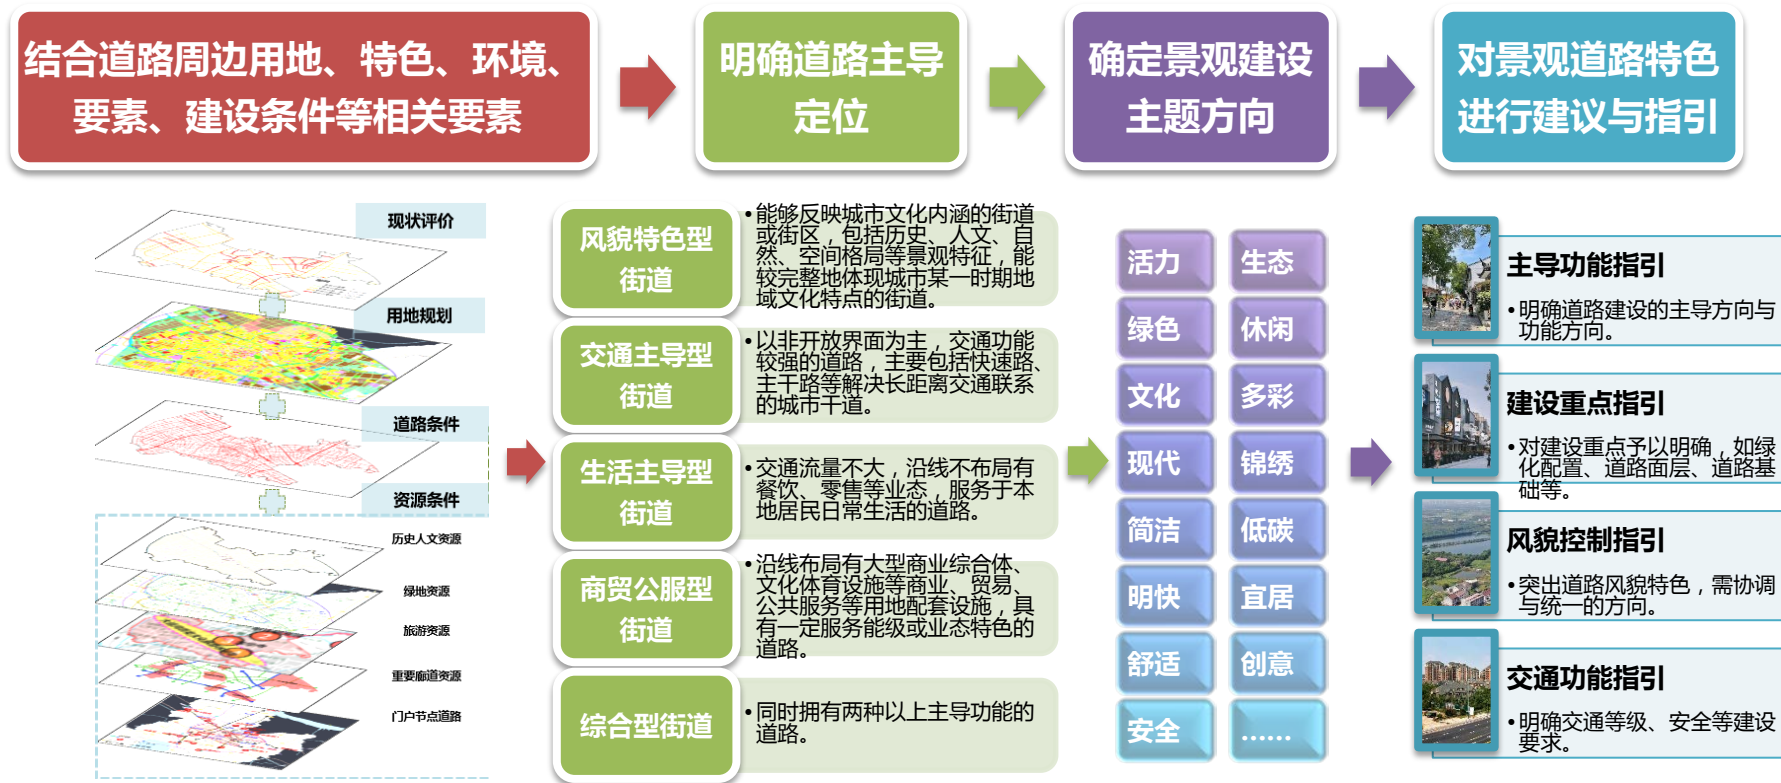 结合道路周边用地、特色、环境、
要素、建设条件等相关要素
明确道路主导
定位
确定景观建设
主题方向
对景观道路特色
进行建议与指引
现状评价
用地规划
道路条件
资源条件
历史人文资源
绿地资源
旅游资源
重要廊道资源
门户节点道路
风貌特色型
街道
•能够反映城市文化内涵的街道
或街区，包括历史、人文、自
然、空间格局等景观特征，能
较完整地体现城市某一时期地
域文化特点的街道。
交通主导型
街道
•以非开放界面为主，交通功能
较强的道路，主要包括快速路、
主干路等解决长距离交通联系
的城市干道。
生活主导型
街道
•交通流量不大，沿线不布局有
餐饮、零售等业态，服务于本
地居民日常生活的道路。
商贸公服型
街道
•沿线布局有大型商业综合体、
文化体育设施等商业、贸易、
公共服务等用地配套设施，具
有一定服务能级或业态特色的
道路。
综合型街道
•同时拥有两种以上主导功能的
道路。
活力 生态
绿色 休闲
文化 多彩
现代 锦绣
简洁 低碳
明快 宜居
舒适 创意
安全 ……
主导功能指引
•明确道路建设的主导方向与
功能方向。
建设重点指引
•对建设重点予以明确，如绿
化配置、道路面层、道路基
础等。
风貌控制指引
•突出道路风貌特色，需协调
与统一的方向。
交通功能指引
•明确交通等级、安全等建设
要求。